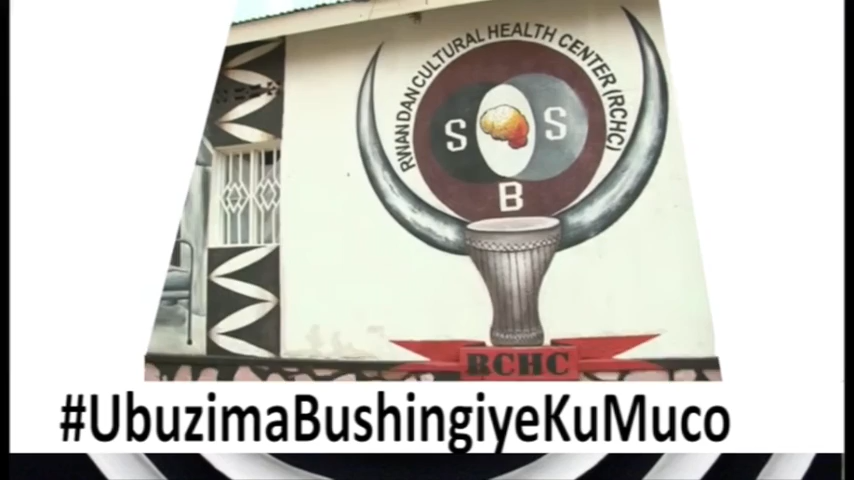 RWANDAN CULTURAL HEALTH CENTER (RCHC)
S S
B
RCHC
#UbuzimaBushingiyeKuMuco